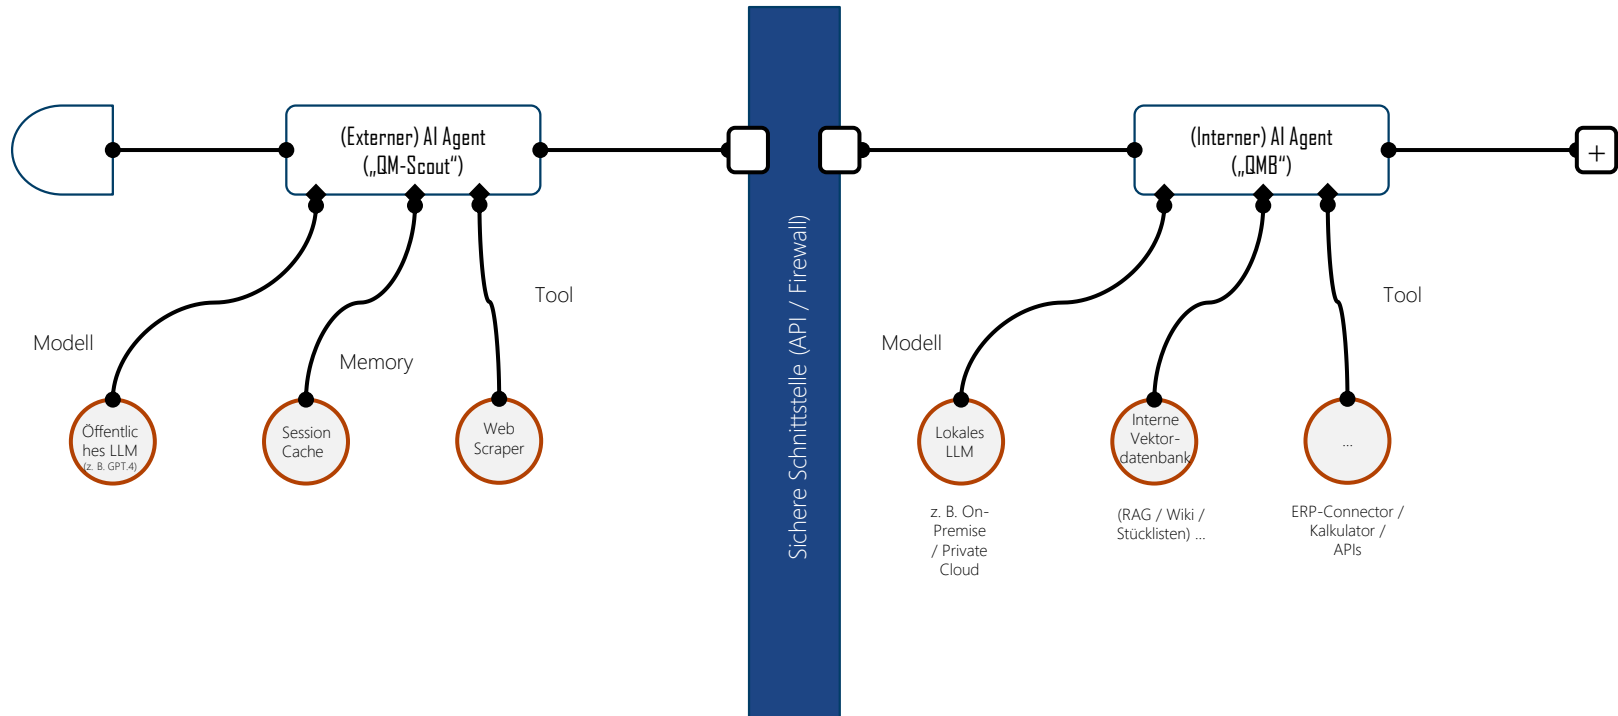 (Externer) AI Agent
(„QM-Scout“)
Modell
Memory
Tool
Öffentlic
hes LLM
(z. B. GPT.4)
Session
Cache
Web
Scraper
Sichere Schnittstelle (API / Firewall)
(Interner) AI Agent
(„QMB“)
+
Modell
Tool
Lokales
LLM
z. B. On-
Premise
/ Private
Cloud
Interne
Vektor-
datenbank
(RAG / Wiki /
Stücklisten) ...
...
ERP-Connector /
Kalkulator /
APIs